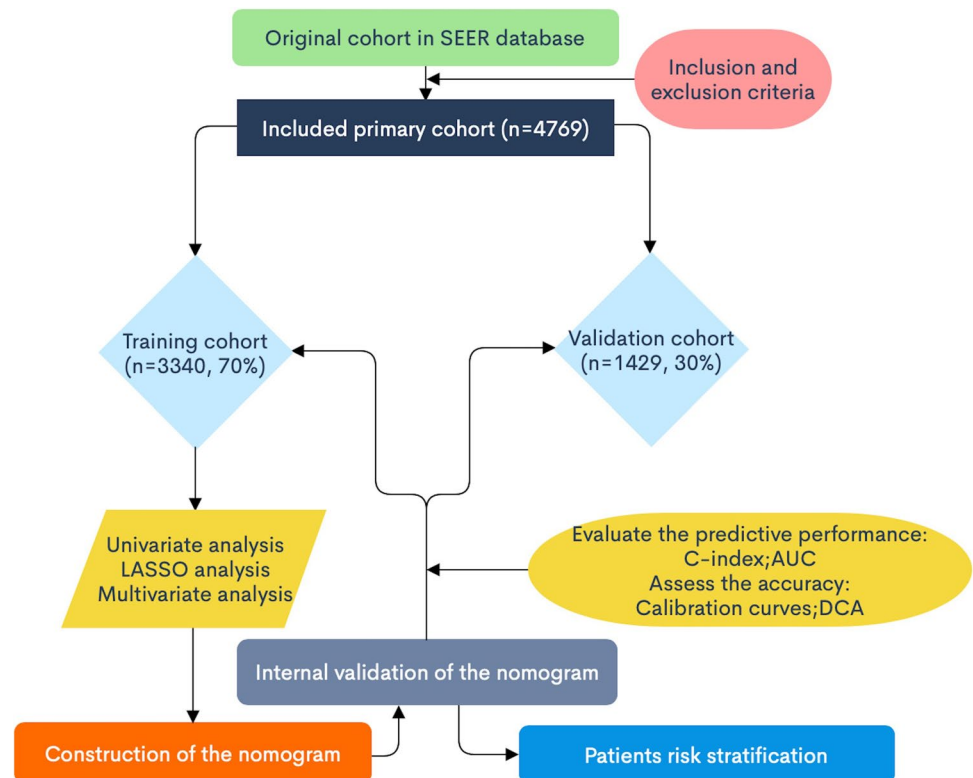 Original cohort in SEER database
Inclusion and
exclusion criteria
Included primary cohort (n=4769)
Training cohort
(n=3340, 70%)
Validation cohort
(n=1429, 30%)
Univariate analysis
LASSO analysis
Multivariate analysis
Evaluate the predictive performance:
C-index;AUC
Assess the accuracy:
Calibration curves;DCA
Internal validation of the nomogram
Construction of the nomogram
Patients risk stratification